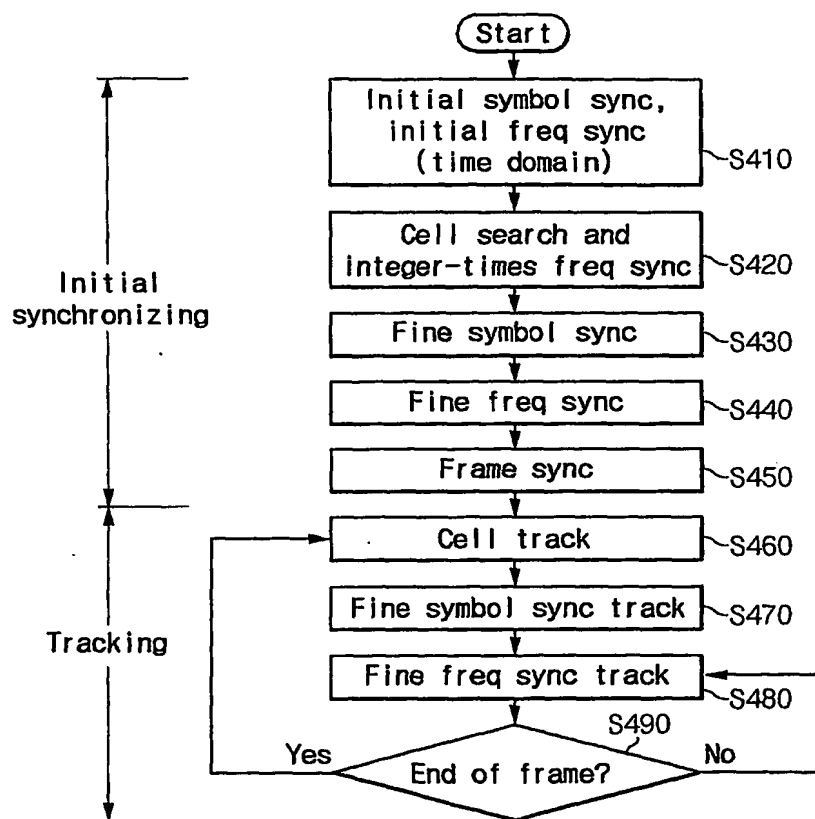 Start
Initial symbol sync,
initial freq sync
(time domain)
S410
Cell search and
integer-times freq sync
S420
Initial
synchronizing
Fine symbol sync
S430
Fine freq sync
S440
Frame sync
S450
Cell track
S460
Fine symbol sync track
S470
Tracking
Fine freq sync track
S480
S490
Yes
End of frame?
No